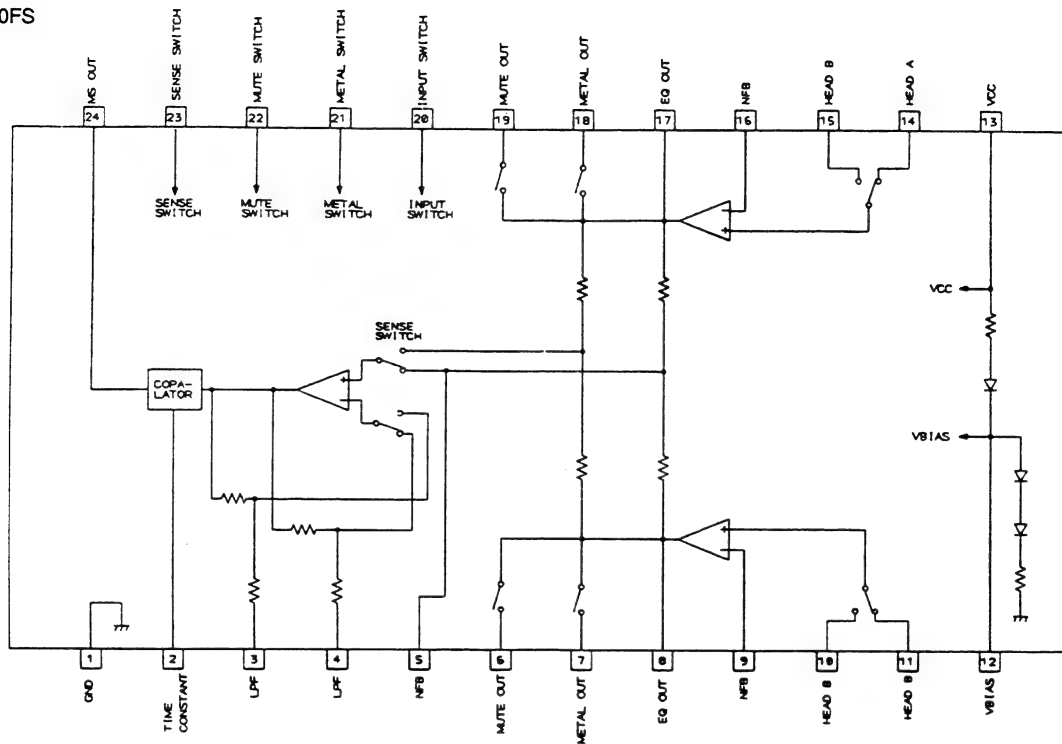 0FS
MS OUT
SENSE SWITCH
MUTE SWITCH
METAL SWITCH
INPUT SWITCH
MUTE OUT
METAL OUT
EQ OUT
NFB
HEAD B
HEAD A
VCC
24
23
22
21
20
19
18
17
16
15
14
13
SENSE
SWITCH
MUTE
SWITCH
METAL
SWITCH
INPUT
SWITCH
VCC
SENSE
SWITCH
COPA-
LATOR
VBIAS
1
2
3
4
5
6
7
8
9
10
11
12
GND
TIME
CONSTANT
LPF
LPF
NFB
MUTE OUT
METAL OUT
EQ OUT
NFB
HEAD B
HEAD B
VBIAS